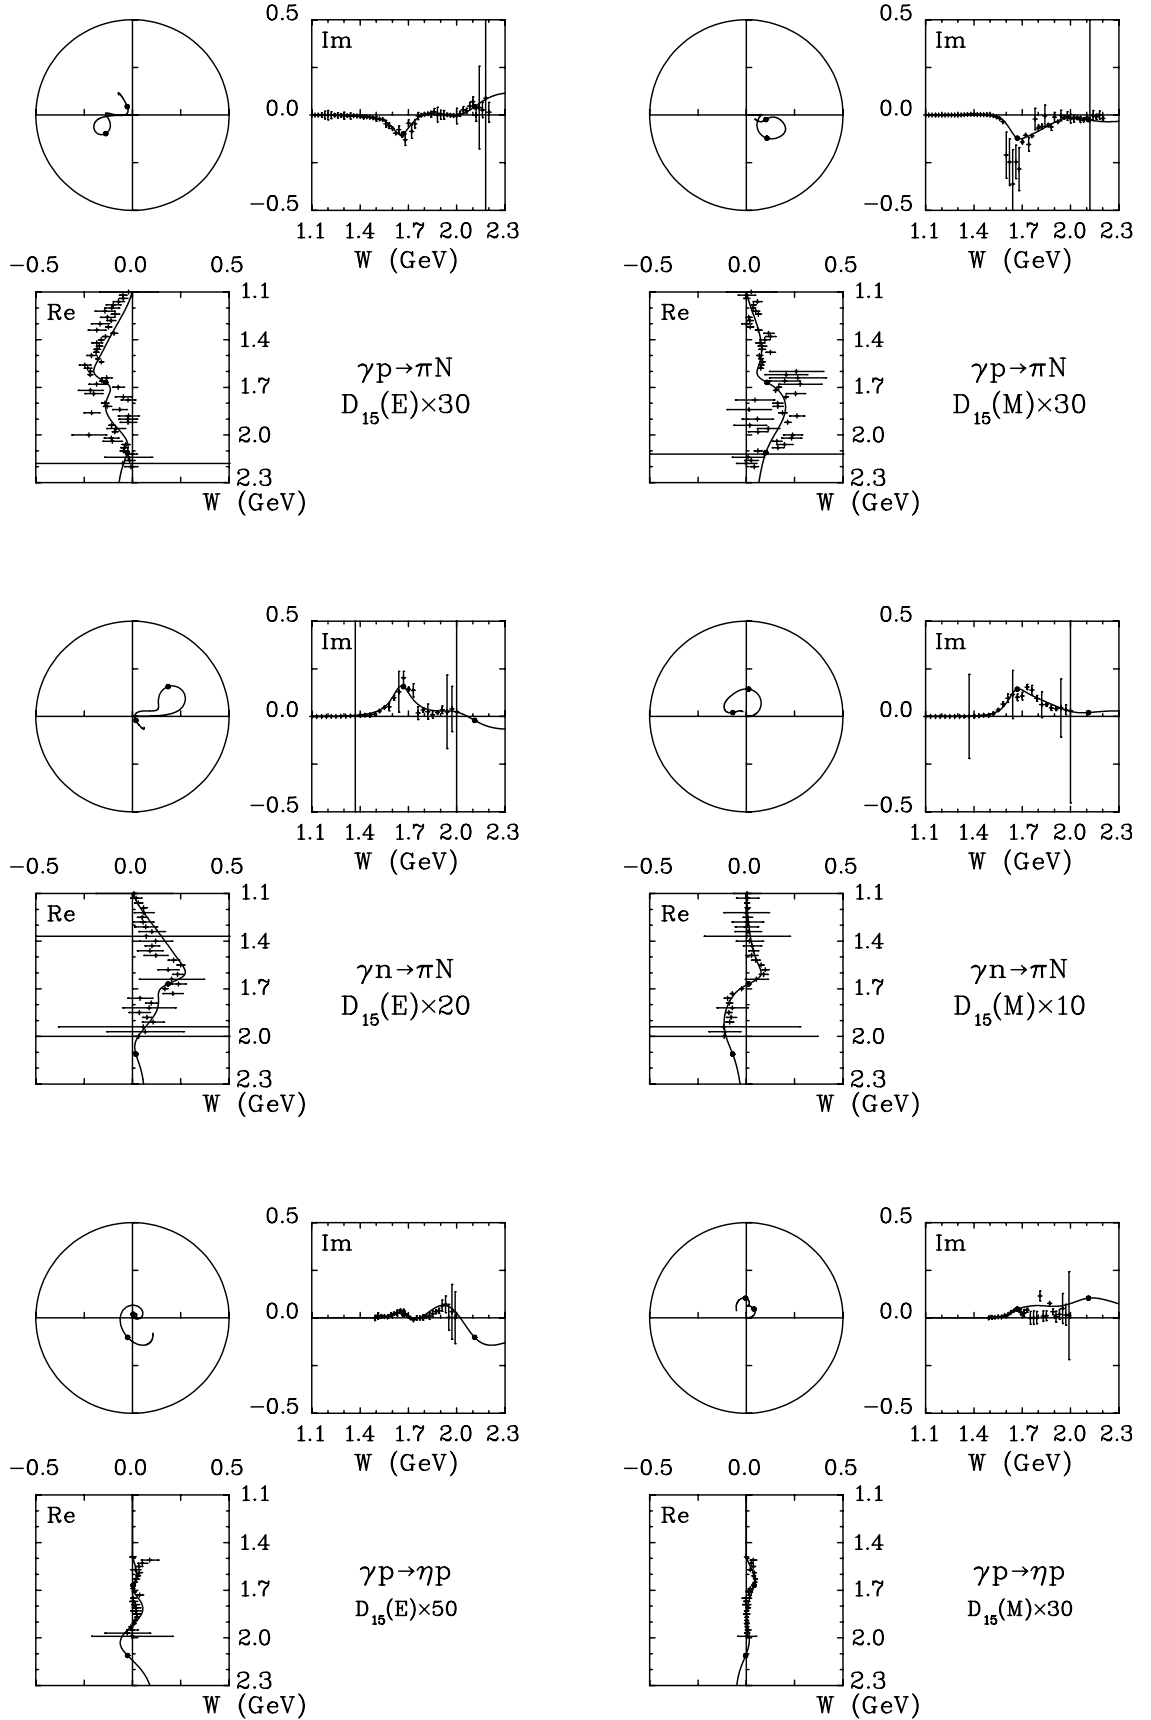 0.5
Im
0.0
−0.5
1.1 1.4 1.7 2.0 2.3
W (GeV)
−0.5 0.0 0.5
Re
1.1
1.4
1.7
2.0
2.3
W (GeV)
γp→πN
D15(E)×30
0.5
Im
0.0
−0.5
1.1 1.4 1.7 2.0 2.3
W (GeV)
−0.5 0.0 0.5
Re
1.1
1.4
1.7
2.0
2.3
W (GeV)
γp→πN
D15(M)×30
0.5
Im
0.0
−0.5
1.1 1.4 1.7 2.0 2.3
W (GeV)
−0.5 0.0 0.5
Re
1.1
1.4
1.7
2.0
2.3
W (GeV)
γn→πN
D15(E)×20
0.5
Im
0.0
−0.5
1.1 1.4 1.7 2.0 2.3
W (GeV)
−0.5 0.0 0.5
Re
1.1
1.4
1.7
2.0
2.3
W (GeV)
γn→πN
D15(M)×10
0.5
Im
0.0
−0.5
1.1 1.4 1.7 2.0 2.3
W (GeV)
−0.5 0.0 0.5
Re
1.1
1.4
1.7
2.0
2.3
W (GeV)
γp→ηp
D15(E)×50
0.5
Im
0.0
−0.5
1.1 1.4 1.7 2.0 2.3
W (GeV)
−0.5 0.0 0.5
Re
1.1
1.4
1.7
2.0
2.3
W (GeV)
γp→ηp
D15(M)×30